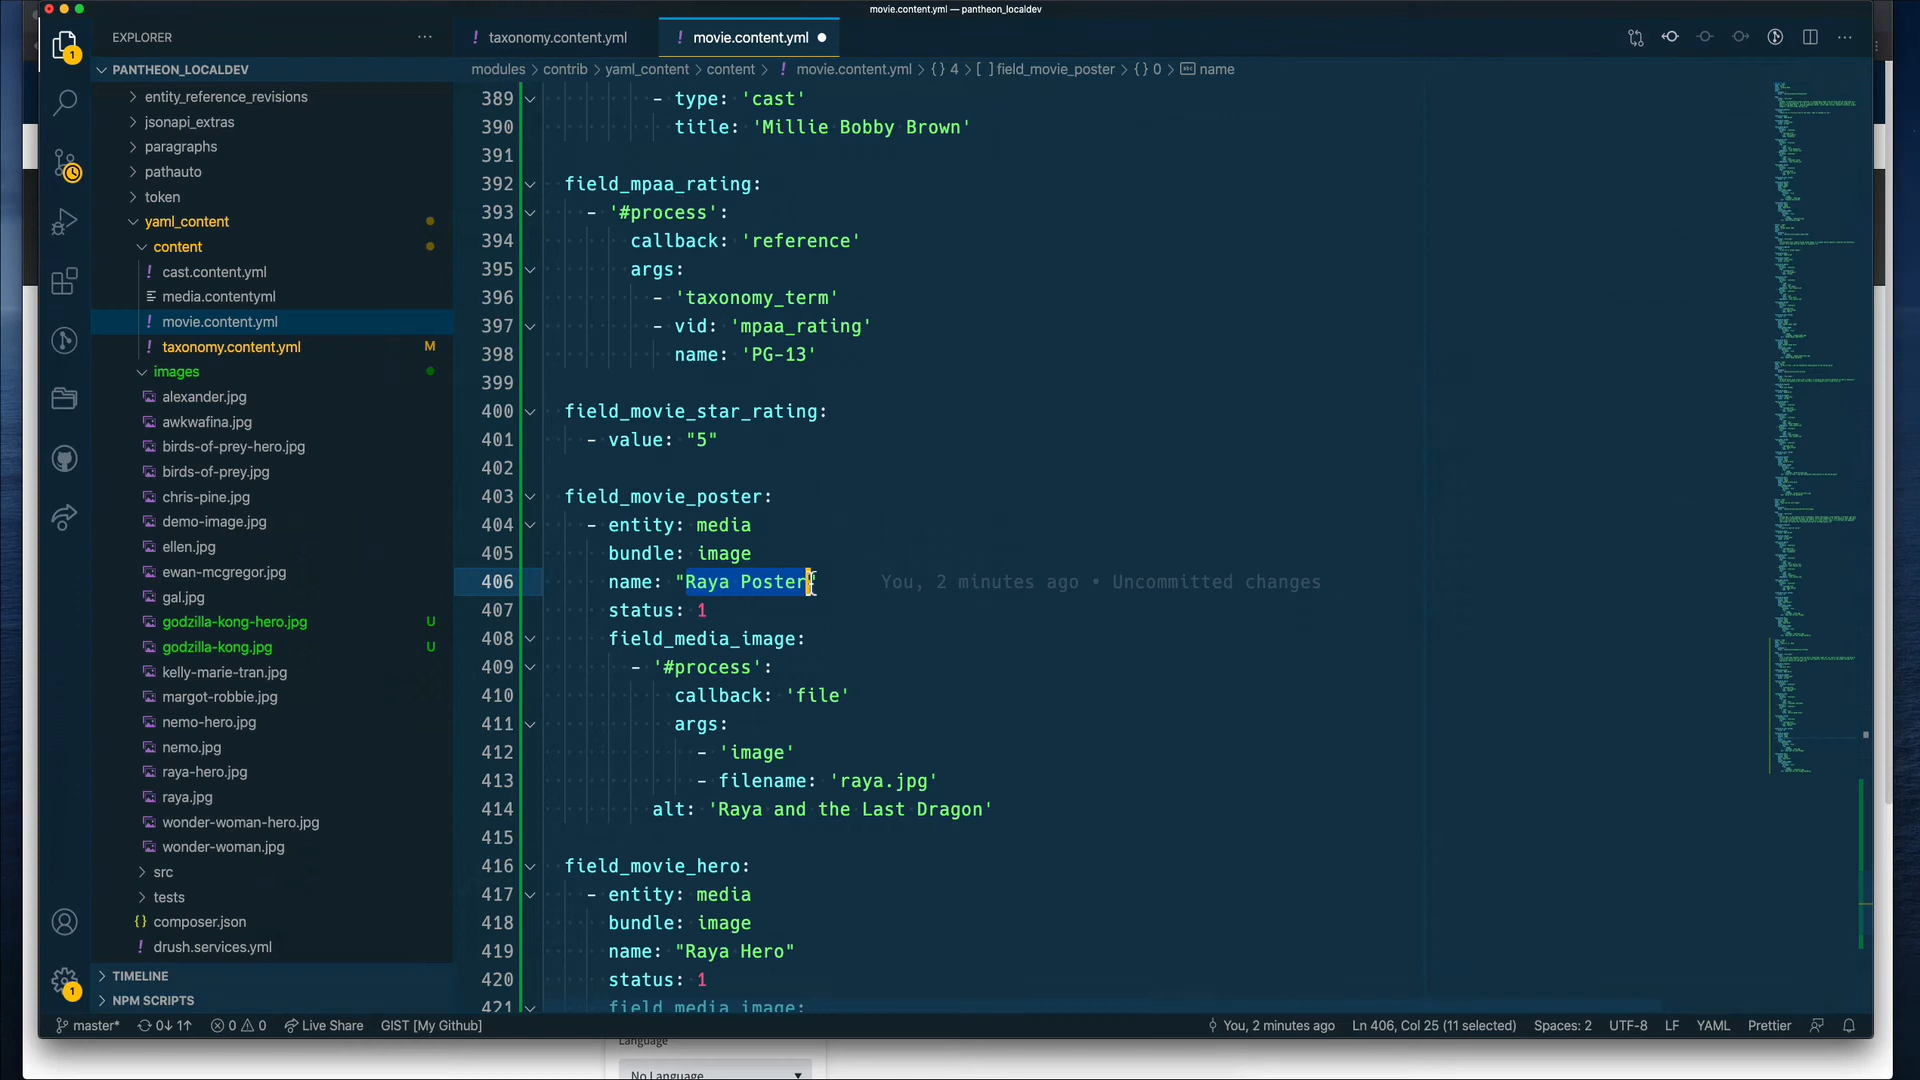 movie.content.yml — pantheon_localdev
EXPLORER
taxonomy.content.yml
movie.content.yml
PANTHEON_LOCALDEV
modules > contrib > yaml_content > content > ! movie.content.yml > {} 4 > [ ] field_movie_poster > {} 0 > name
entity_reference_revisions
jsonapi_extras
paragraphs
pathauto
token
yaml_content
content
cast.content.yml
media.contentyml
movie.content.yml
taxonomy.content.yml M
images
alexander.jpg
awkwafina.jpg
birds-of-prey-hero.jpg
birds-of-prey.jpg
chris-pine.jpg
demo-image.jpg
ellen.jpg
ewan-mcgregor.jpg
gal.jpg
godzilla-kong-hero.jpg U
godzilla-kong.jpg U
kelly-marie-tran.jpg
margot-robbie.jpg
nemo-hero.jpg
nemo.jpg
raya-hero.jpg
raya.jpg
wonder-woman-hero.jpg
wonder-woman.jpg
src
tests
{} composer.json
! drush.services.yml
TIMELINE
NPM SCRIPTS
389 - type: 'cast'
390 title: 'Millie Bobby Brown'
391
392 field_mpaa_rating:
393 - '#process':
394 callback: 'reference'
395 args:
396 - 'taxonomy_term'
397 - vid: 'mpaa_rating'
398 name: 'PG-13'
399
400 field_movie_star_rating:
401 - value: "5"
402
403 field_movie_poster:
404 - entity: media
405 bundle: image
406 name: "Raya Poster" You, 2 minutes ago • Uncommitted changes
407 status: 1
408 field_media_image:
409 - '#process':
410 callback: 'file'
411 args:
412 - 'image'
413 - filename: 'raya.jpg'
414 alt: 'Raya and the Last Dragon'
415
416 field_movie_hero:
417 - entity: media
418 bundle: image
419 name: "Raya Hero"
420 status: 1
421 field_media_image:
master* 0↓ 1↑ 0 0 Live Share GIST [My Github] You, 2 minutes ago Ln 406, Col 25 (11 selected) Spaces: 2 UTF-8 LF YAML Prettier
Language
No Language